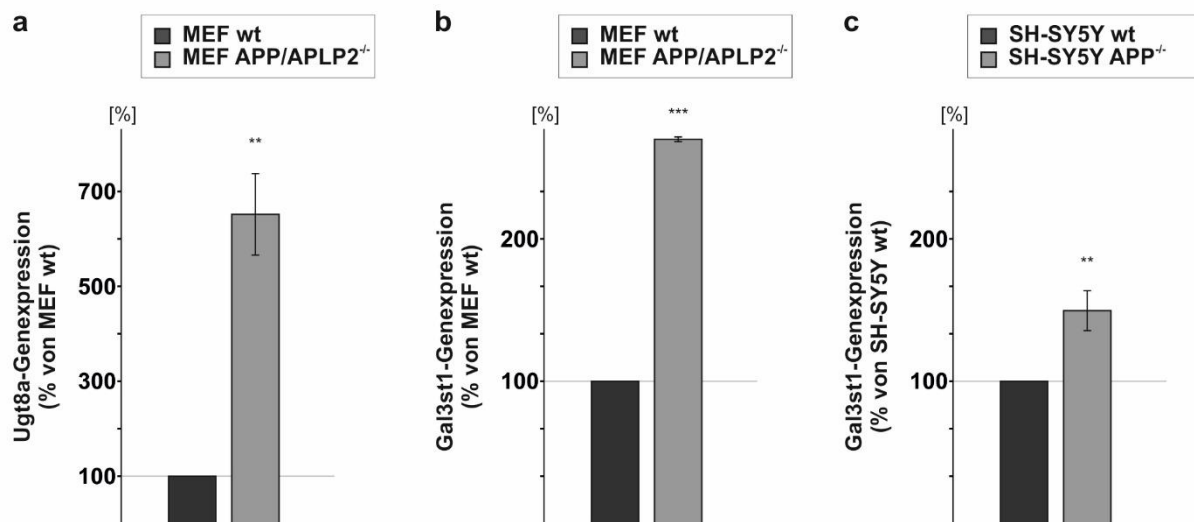 a
MEF wt
MEF APP/APLP2-/-
[%]
**
700
500
300
100
Ugt8a-Genexpression
(% von MEF wt)
b
MEF wt
MEF APP/APLP2-/-
[%]
***
200
100
Gal3st1-Genexpression
(% von MEF wt)
c
SH-SY5Y wt
SH-SY5Y APP-/-
[%]
**
200
100
Gal3st1-Genexpression
(% von SH-SY5Y wt)